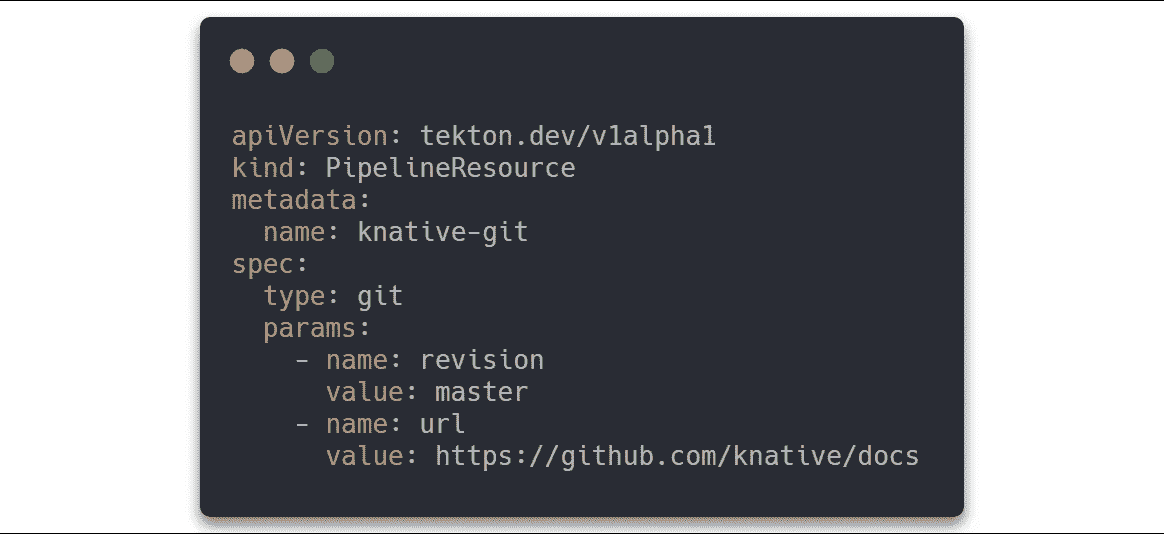 apiVersion: tekton.dev/v1alpha1
kind: PipelineResource
metadata:
  name: knative-git
spec:
  type: git
  params:
    - name: revision
      value: master
    - name: url
      value: https://github.com/knative/docs